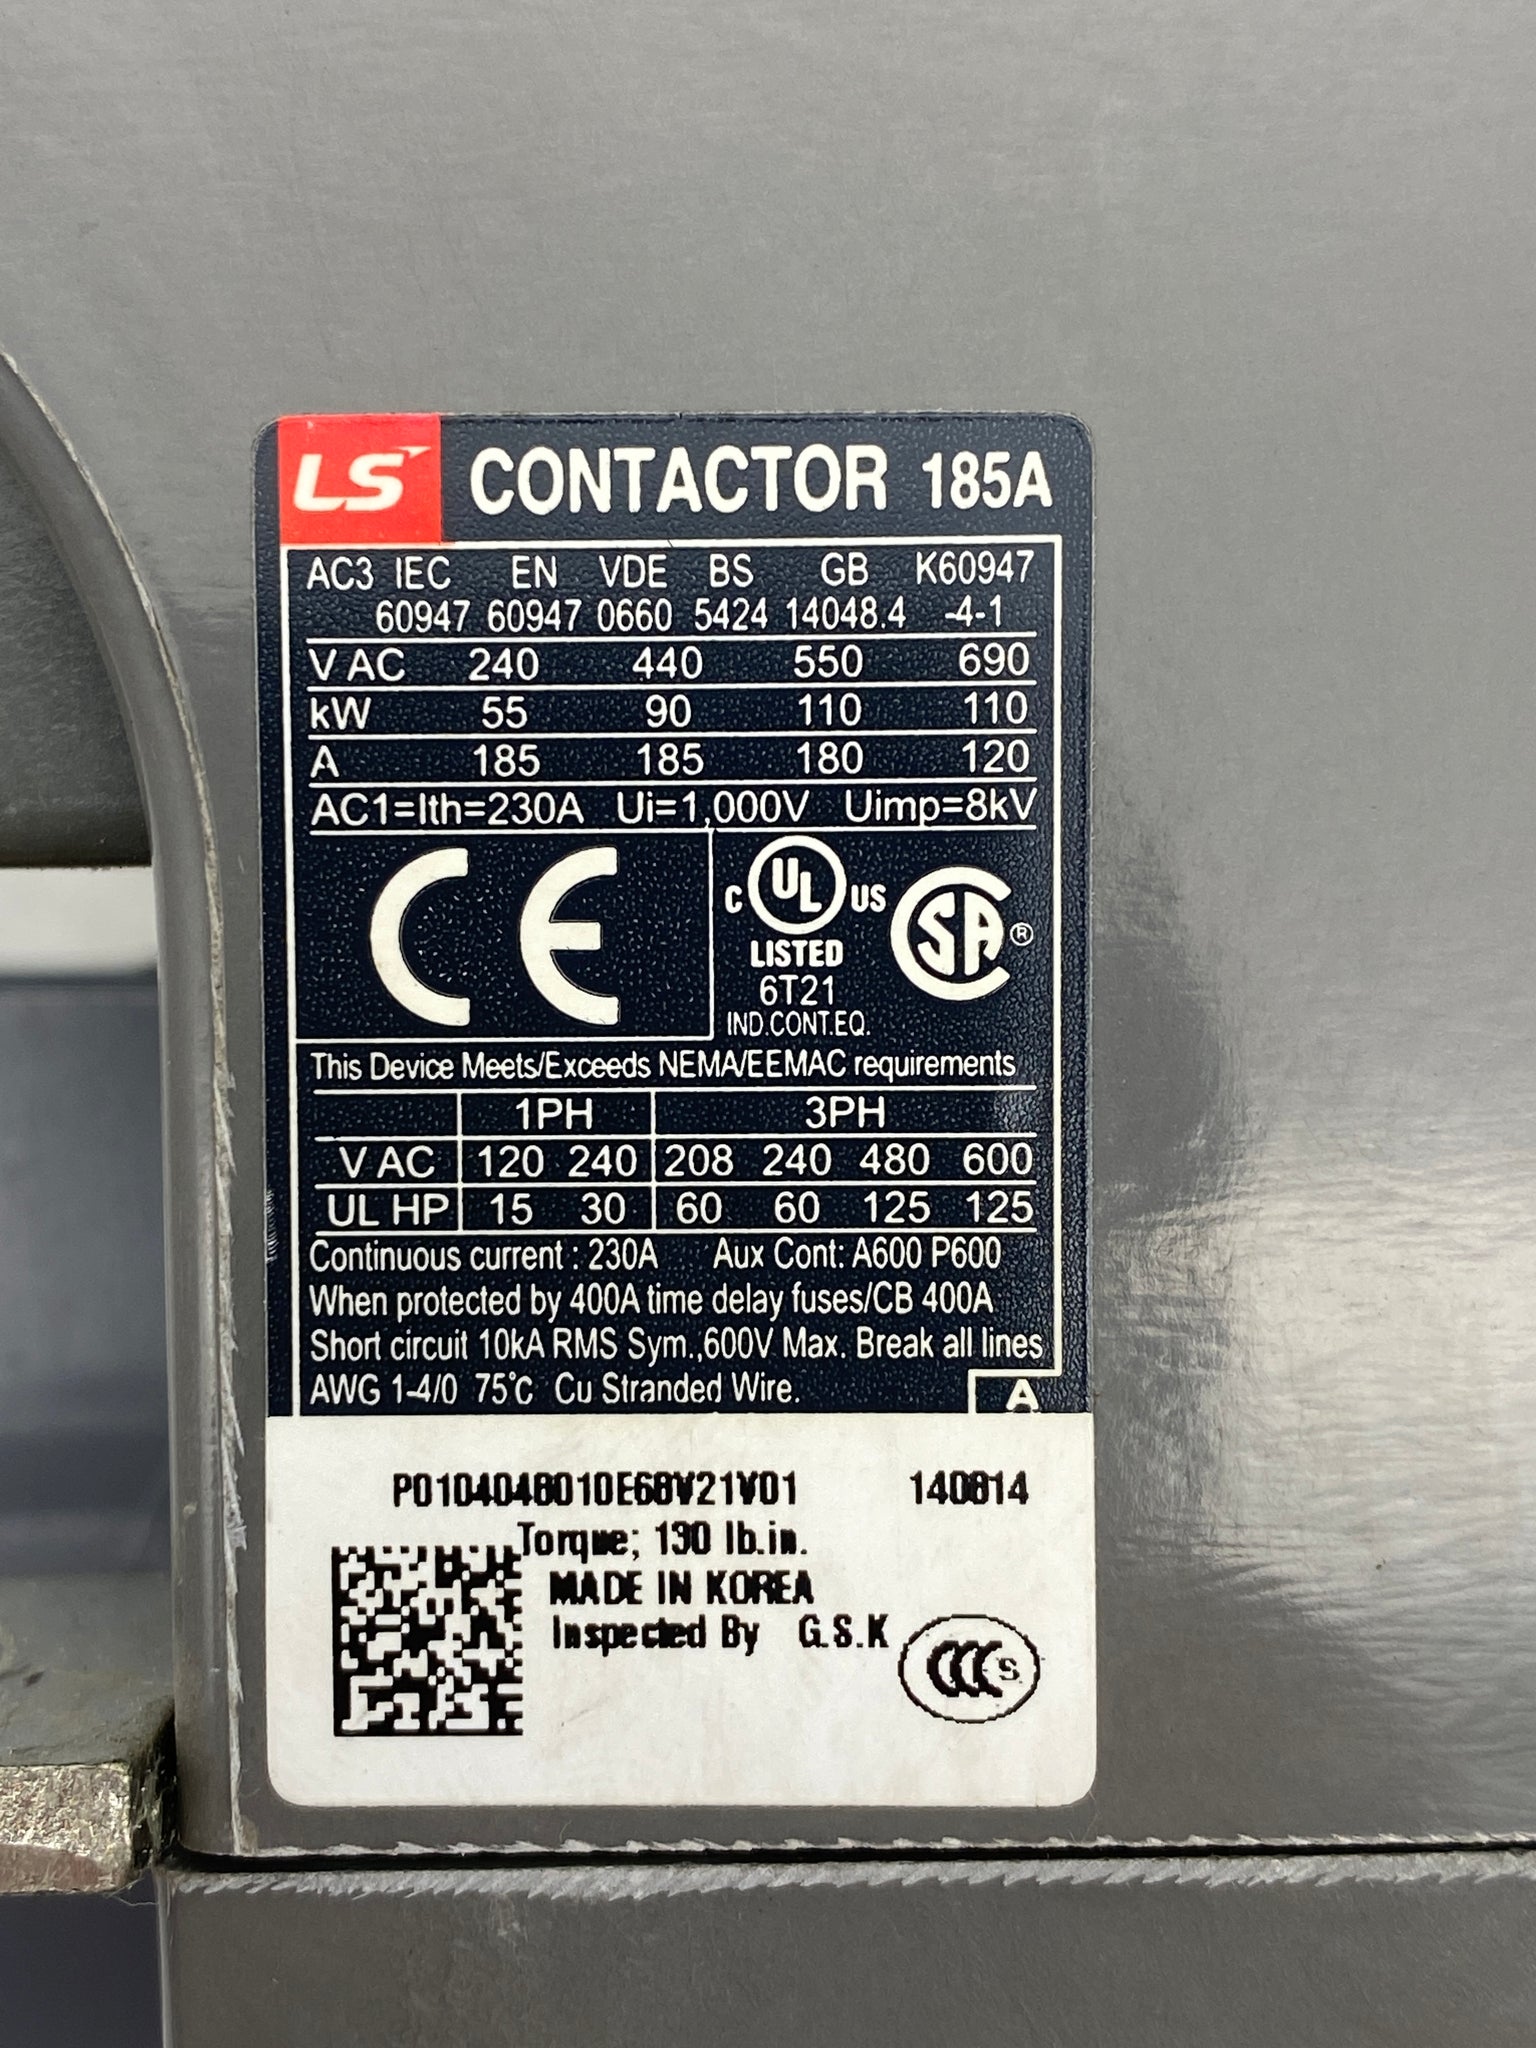 LS CONTACTOR 185A
AC3 IEC EN VDE BS GB K60947
60947 60947 0660 5424 14048.4 -4-1
V AC 240 440 550 690
kW 55 90 110 110
A 185 185 180 120
AC1=Ith=230A Ui=1,000V Uimp=8kV
CE
C UL US SA ®
LISTED
6T21
IND.CONT.EQ.
This Device Meets/Exceeds NEMA/EEMAC requirements
1PH 3PH
V AC 120 240 208 240 480 600
UL HP 15 30 60 60 125 125
Continuous current : 230A Aux Cont: A600 P600
When protected by 400A time delay fuses/CB 400A
Short circuit 10kA RMS Sym.,600V Max. Break all lines
AWG 1-4/0 75°C Cu Stranded Wire.
A
P0104048010E68V21V01 140814
Torque; 190 lb.in.
MADE IN KOREA
Inspected By G.S.K
CCC S